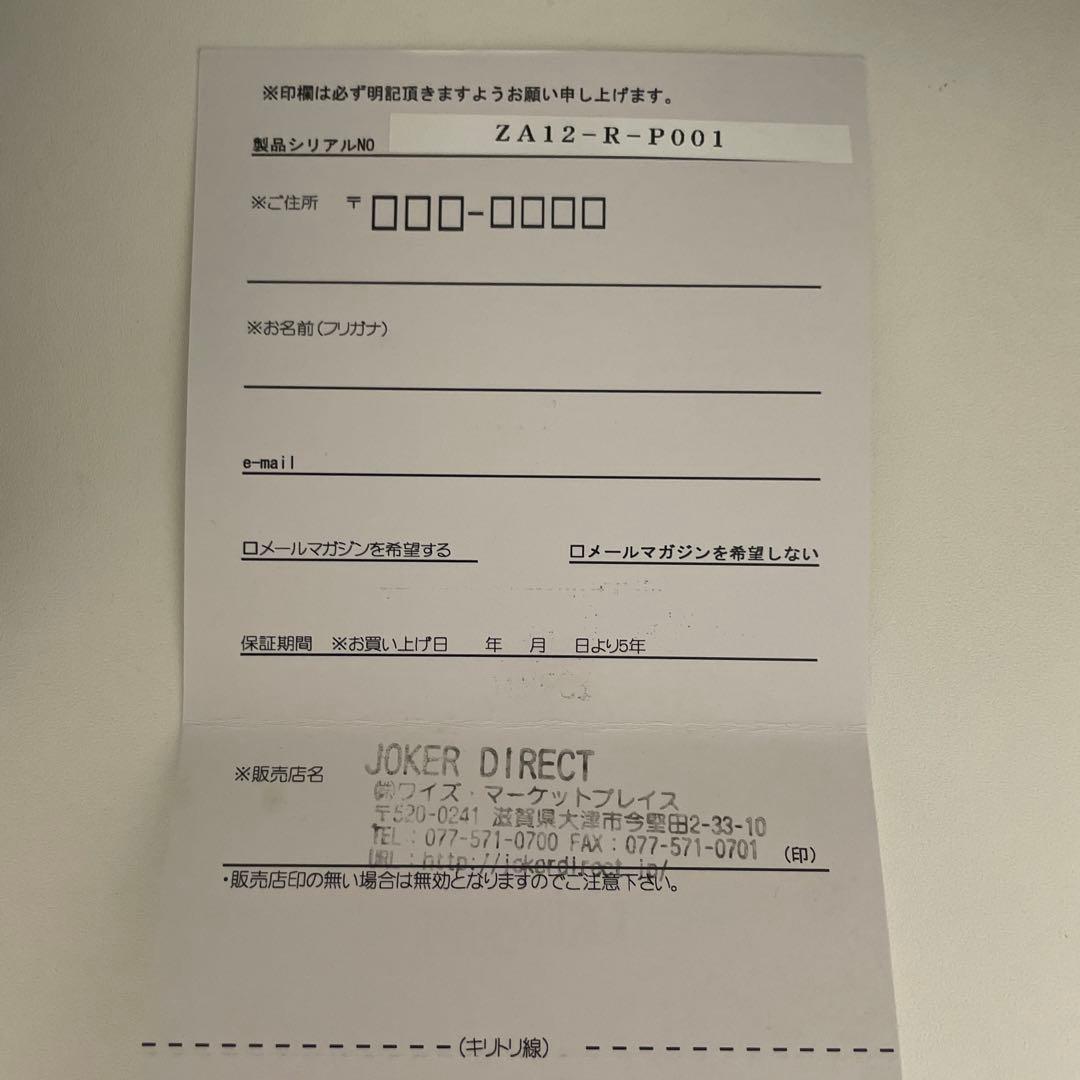 ※印欄は必ず明記頂きますようお願い申し上げます。
製品シリアルNO ZA12-R-P001
※ご住所 〒□□□-□□□□
※お名前(フリガナ)
e-mail
□メールマガジンを希望する □メールマガジンを希望しない
保証期間 ※お買い上げ日 年 月 日より5年
※販売店名 JOKER DIRECT
㈱ワイズ・マーケットプレイス
〒520-0241 滋賀県大津市今堅田2-33-10
TEL:077-571-0700 FAX:077-571-0701 (印)
URL:http://jokerdirect.jp/
・販売店印の無い場合は無効となりますのでご注意下さい。
(キリトリ線)